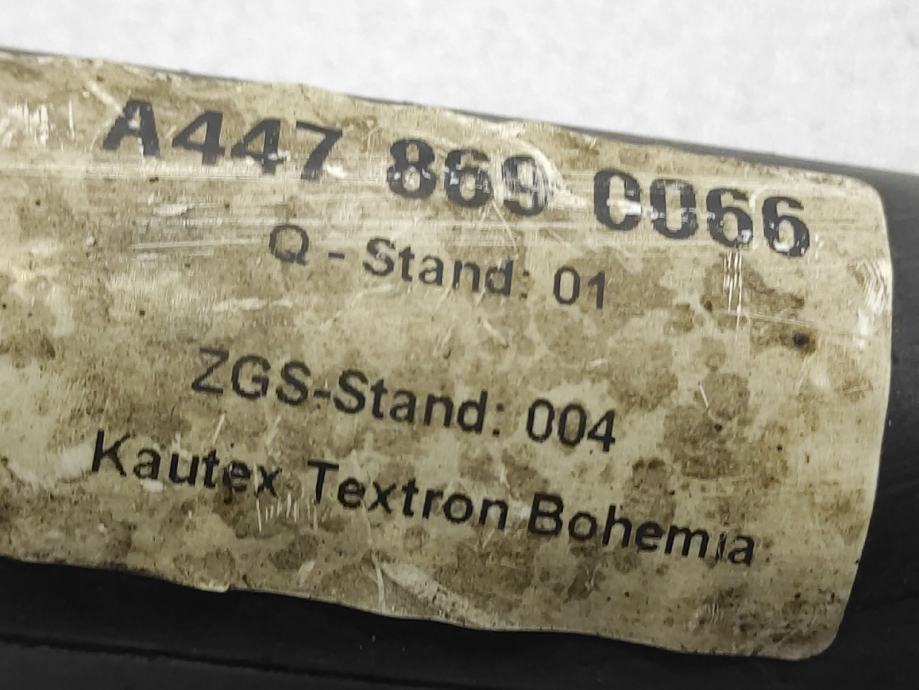 A447 869 0066
Q - Stand: 01
ZGS-Stand: 004
Kautex Textron Bohemia